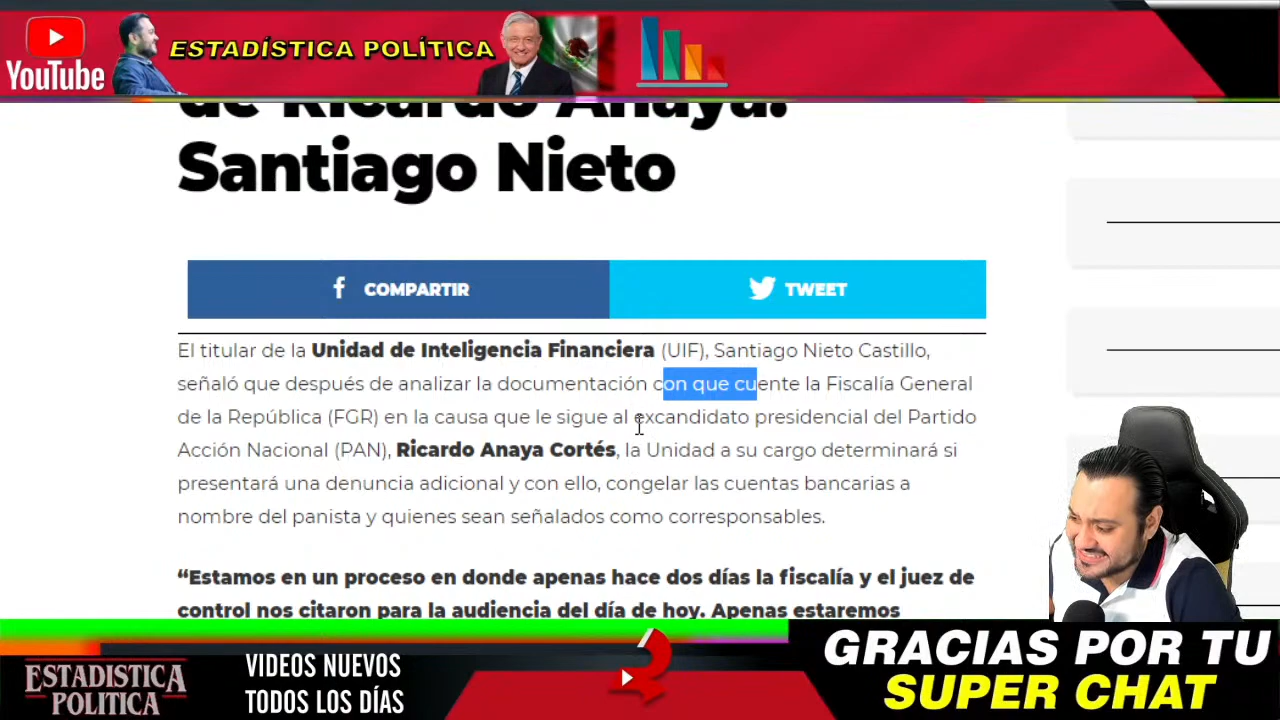 YouTube
ESTADÍSTICA POLÍTICA
de Ricardo Anaya:
Santiago Nieto
COMPARTIR
TWEET
El titular de la Unidad de Inteligencia Financiera (UIF), Santiago Nieto Castillo,
señaló que después de analizar la documentación con que cuente la Fiscalía General
de la República (FGR) en la causa que le sigue al excandidato presidencial del Partido
Acción Nacional (PAN), Ricardo Anaya Cortés, la Unidad a su cargo determinará si
presentará una denuncia adicional y con ello, congelar las cuentas bancarias a
nombre del panista y quienes sean señalados como corresponsables.
“Estamos en un proceso en donde apenas hace dos días la fiscalía y el juez de
control nos citaron para la audiencia del día de hoy. Apenas estaremos
ESTADISTICA
POLÍTICA
VIDEOS NUEVOS
TODOS LOS DÍAS
GRACIAS POR TU
SUPER CHAT